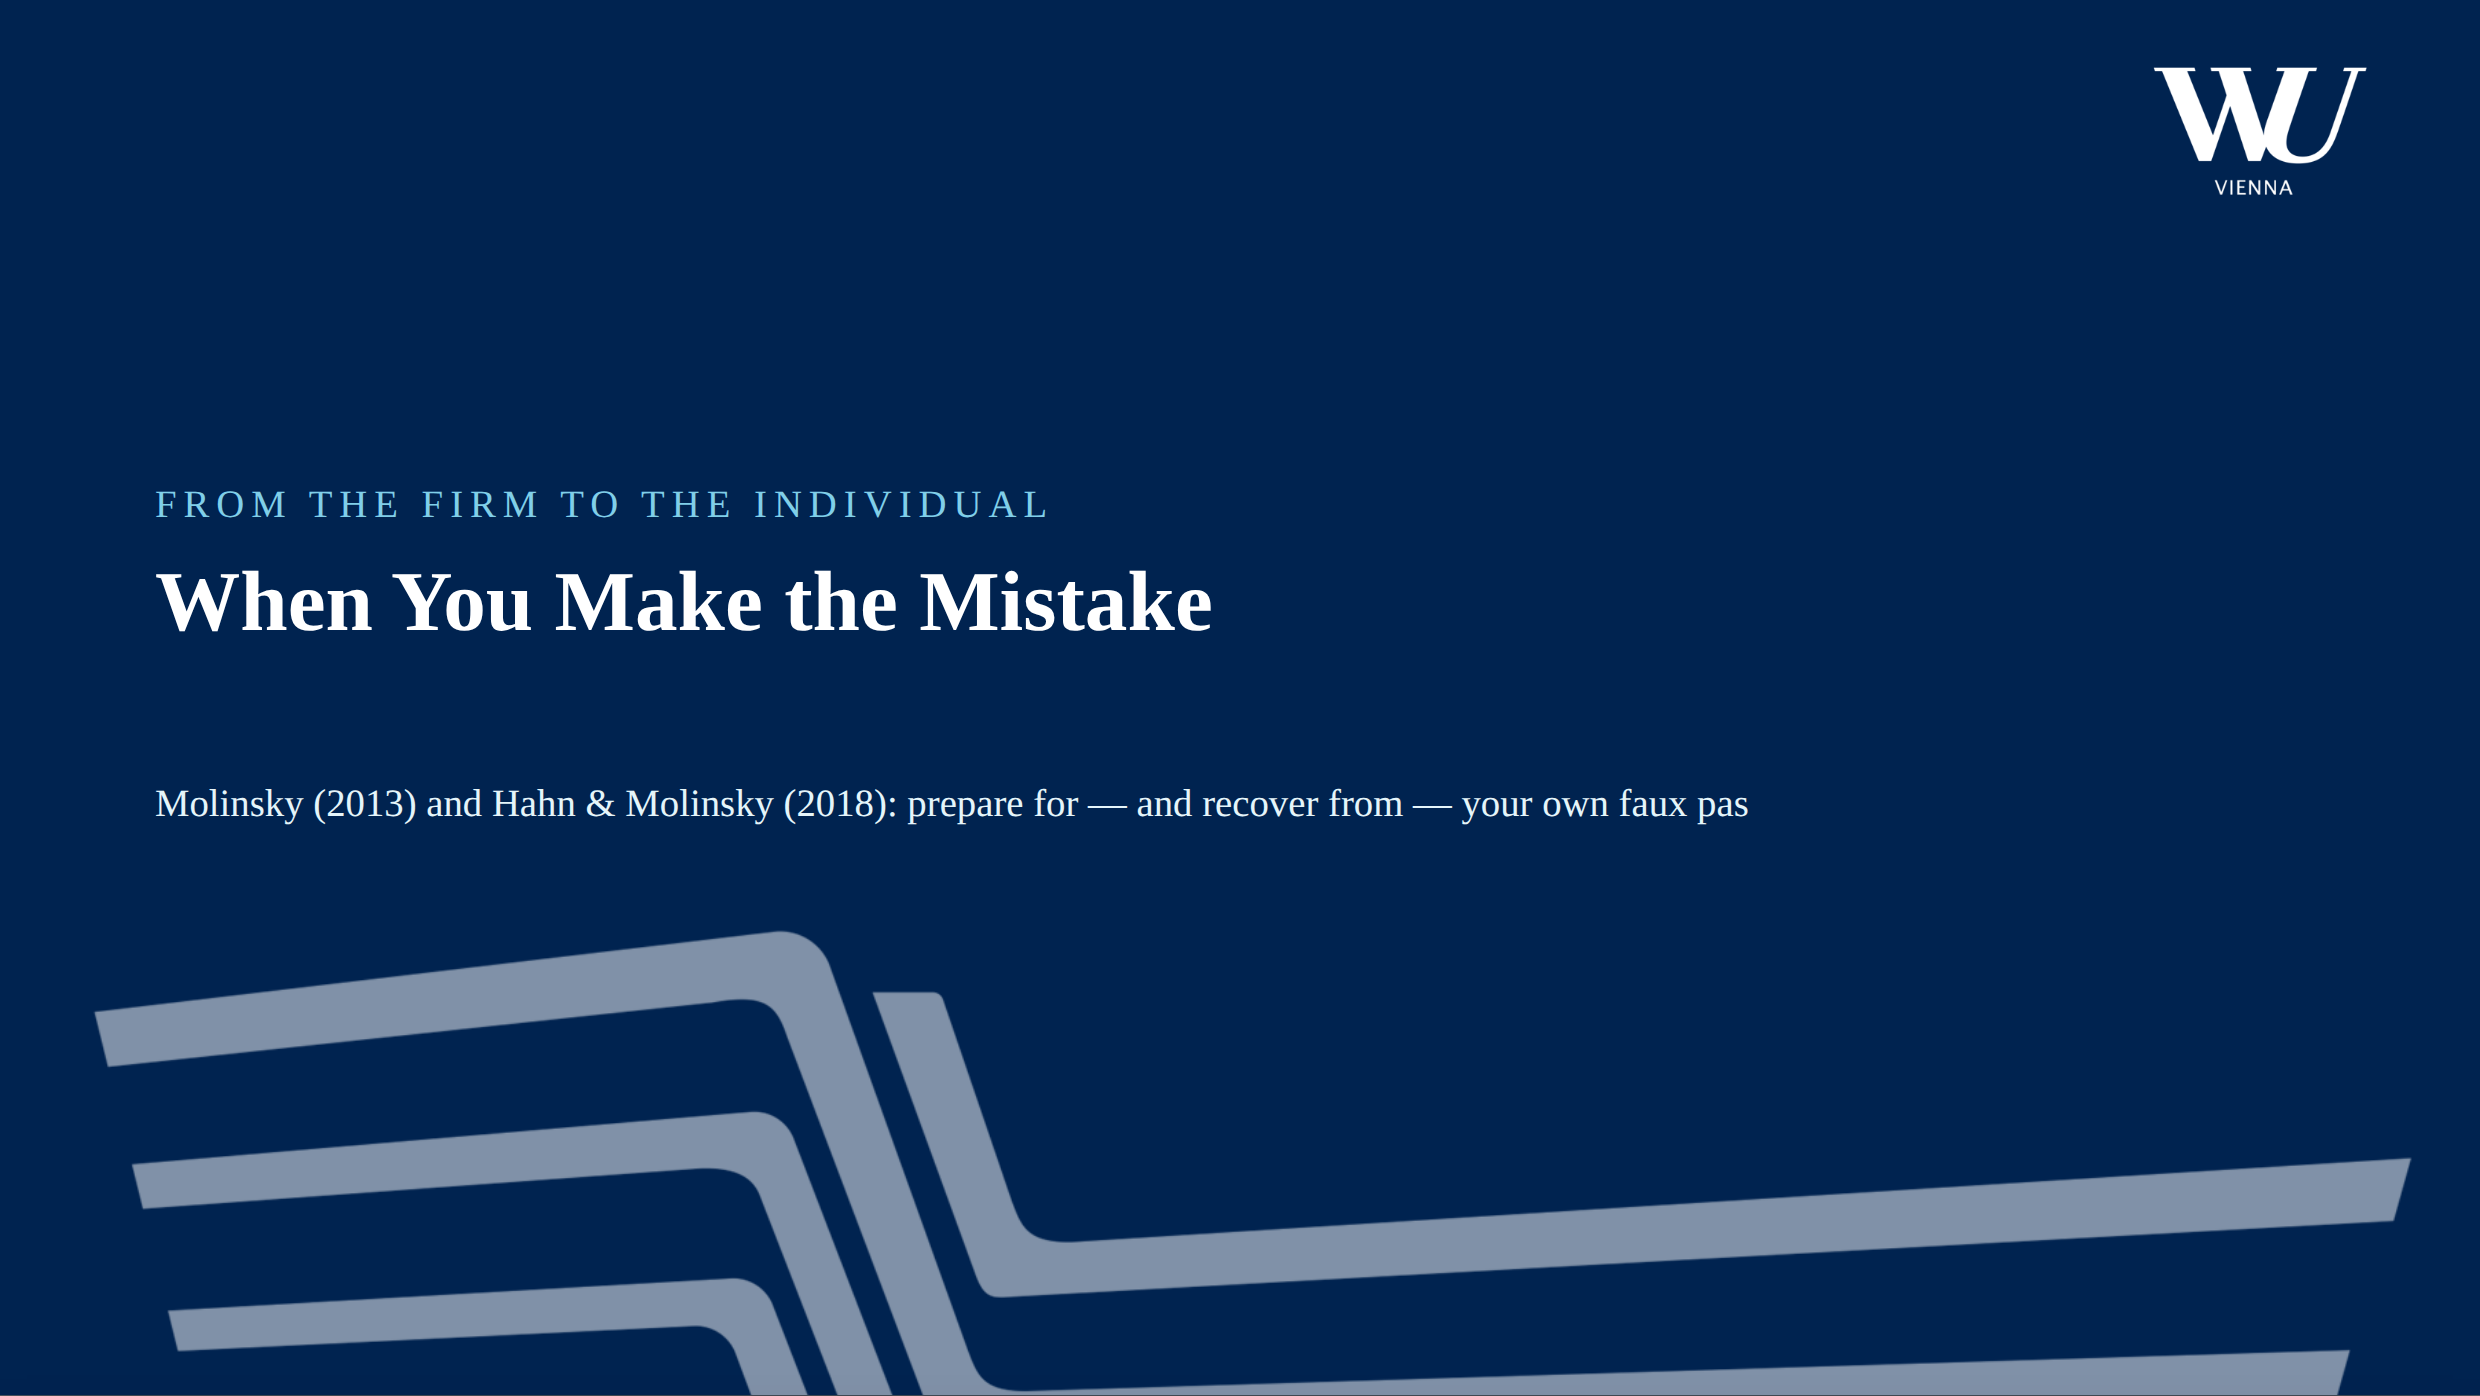 WU
VIENNA
FROM THE FIRM TO THE INDIVIDUAL
When You Make the Mistake
Molinsky (2013) and Hahn & Molinsky (2018): prepare for — and recover from — your own faux pas